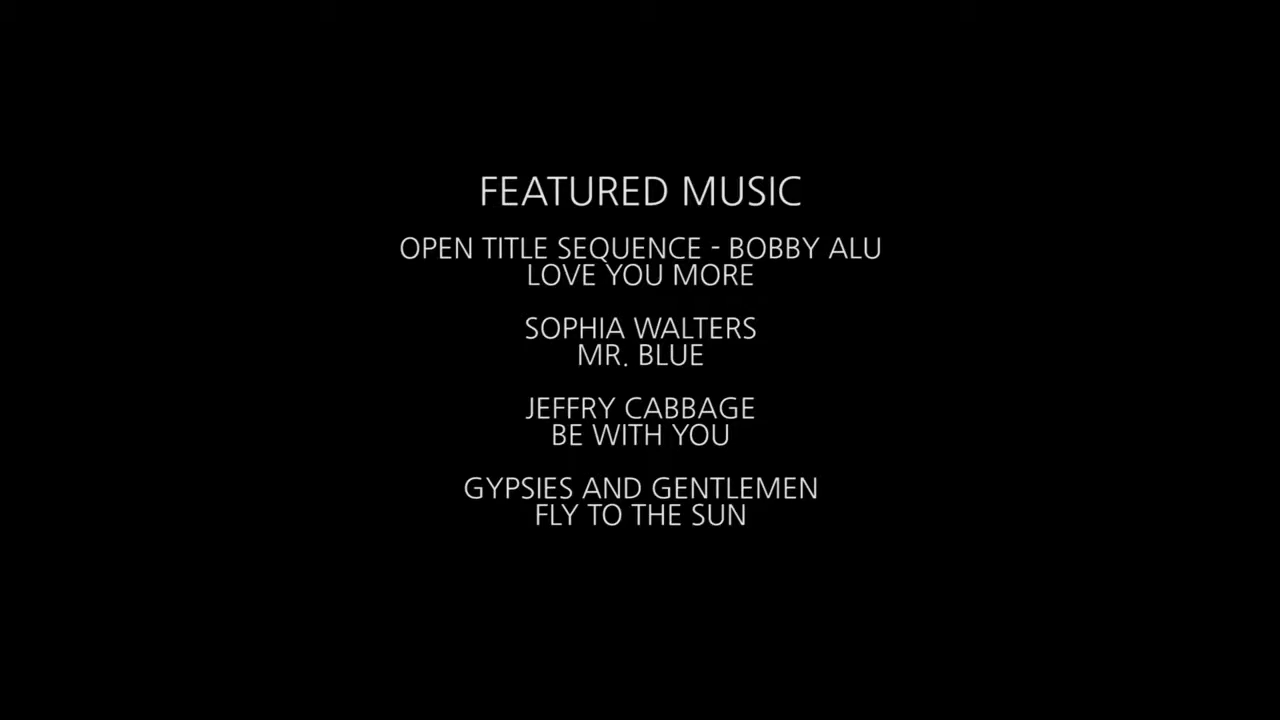 FEATURED MUSIC
OPEN TITLE SEQUENCE - BOBBY ALU
LOVE YOU MORE
SOPHIA WALTERS
MR. BLUE
JEFFRY CABBAGE
BE WITH YOU
GYPSIES AND GENTLEMEN
FLY TO THE SUN